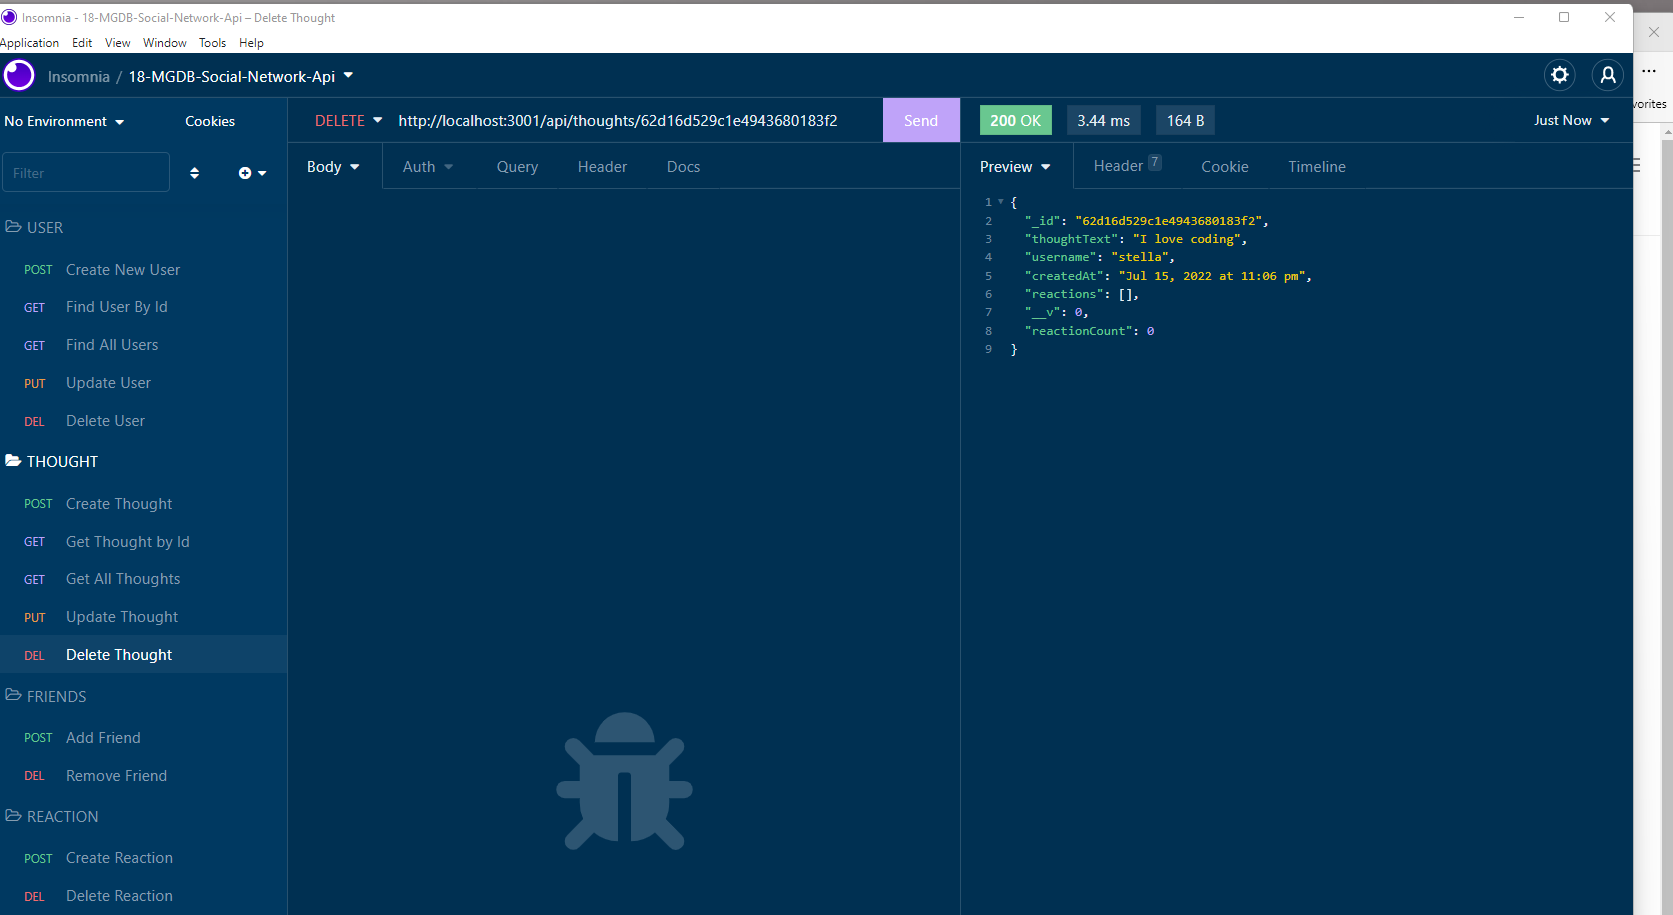 Insomnia - 18-MGDB-Social-Network-Api – Delete Thought
Application Edit View Window Tools Help
Insomnia / 18-MGDB-Social-Network-Api
No Environment Cookies
Filter
USER
POST Create New User
GET Find User By Id
GET Find All Users
PUT Update User
DEL Delete User
THOUGHT
POST Create Thought
GET Get Thought by Id
GET Get All Thoughts
PUT Update Thought
DEL Delete Thought
FRIENDS
POST Add Friend
DEL Remove Friend
REACTION
POST Create Reaction
DEL Delete Reaction
DELETE http://localhost:3001/api/thoughts/62d16d529c1e4943680183f2 Send
Body Auth Query Header Docs
200 OK 3.44 ms 164 B Just Now
Preview Header 7 Cookie Timeline
1 {
2 "_id": "62d16d529c1e4943680183f2",
3 "thoughtText": "I love coding",
4 "username": "stella",
5 "createdAt": "Jul 15, 2022 at 11:06 pm",
6 "reactions": [],
7 "__v": 0,
8 "reactionCount": 0
9 }